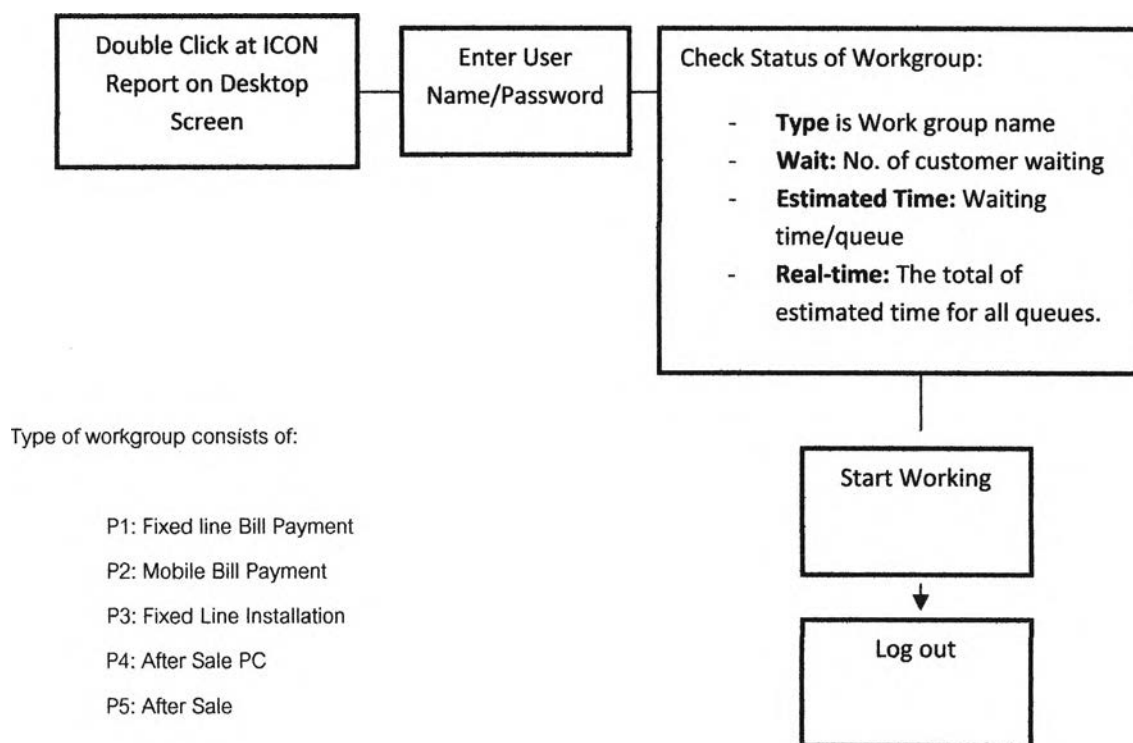 Double Click at ICON
Report on Desktop
Screen
Enter User
Name/Password
Check Status of Workgroup:
- Type is Work group name
- Wait: No. of customer waiting
- Estimated Time: Waiting
time/queue
- Real-time: The total of
estimated time for all queues.
Start Working
Log out
Type of workgroup consists of:
P1: Fixed line Bill Payment
P2: Mobile Bill Payment
P3: Fixed Line Installation
P4: After Sale PC
P5: After Sale